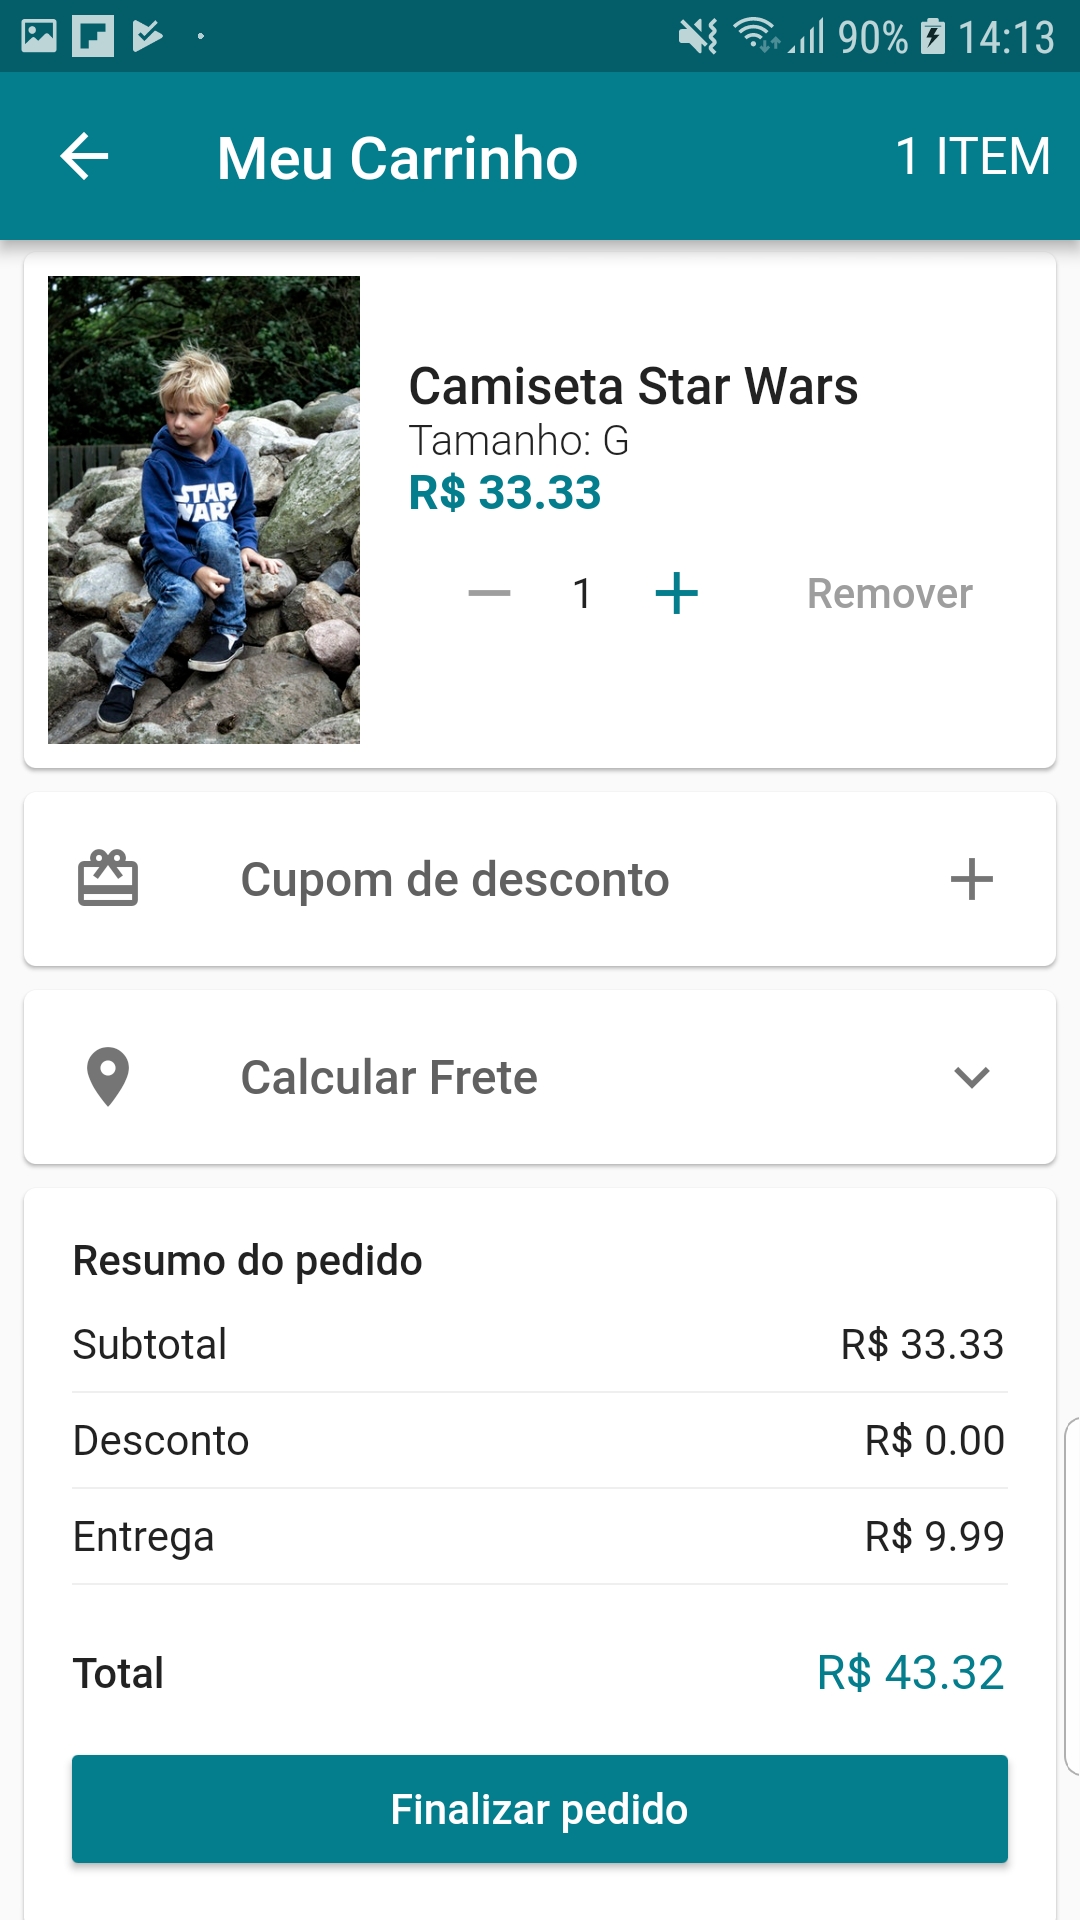 90% 14:13
Meu Carrinho 1 ITEM
STAR
WARS
Camiseta Star Wars
Tamanho: G
R$ 33.33
1 Remover
Cupom de desconto
Calcular Frete
Resumo do pedido
Subtotal R$ 33.33
Desconto R$ 0.00
Entrega R$ 9.99
Total R$ 43.32
Finalizar pedido